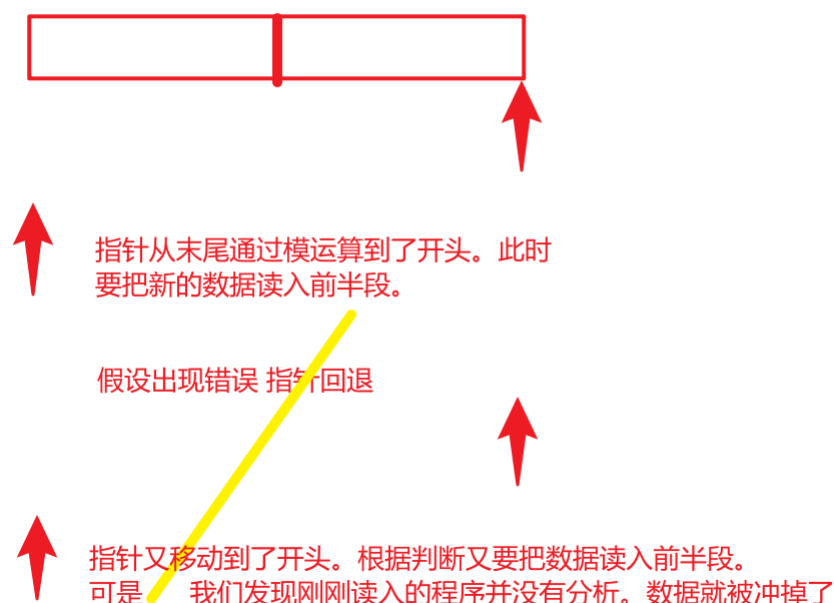 指针从末尾通过模运算到了开头。此时
要把新的数据读入前半段。
假设出现错误 指针回退
指针又移动到了开头。根据判断又要把数据读入前半段。
可是 我们发现刚刚读入的程序并没有分析。数据就被冲掉了